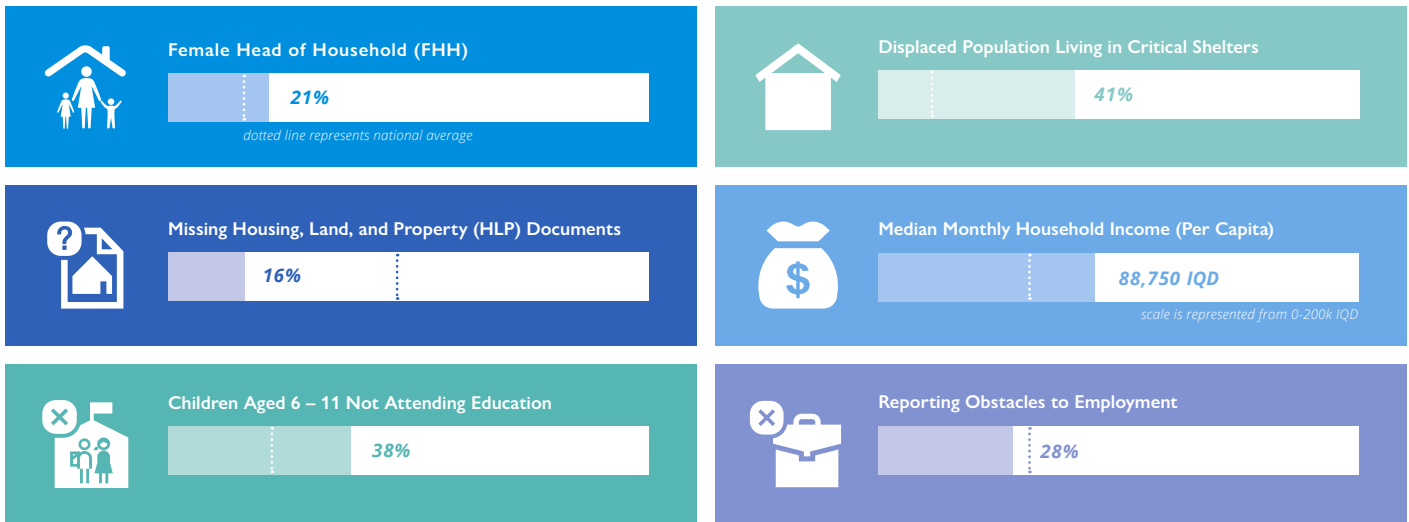 Female Head of Household (FHH)
21%
dotted line represents national average
Displaced Population Living in Critical Shelters
41%
?
Missing Housing, Land, and Property (HLP) Documents
16%
$
Median Monthly Household Income (Per Capita)
88,750 IQD
scale is represented from 0-200k IQD
Children Aged 6 – 11 Not Attending Education
38%
Reporting Obstacles to Employment
28%